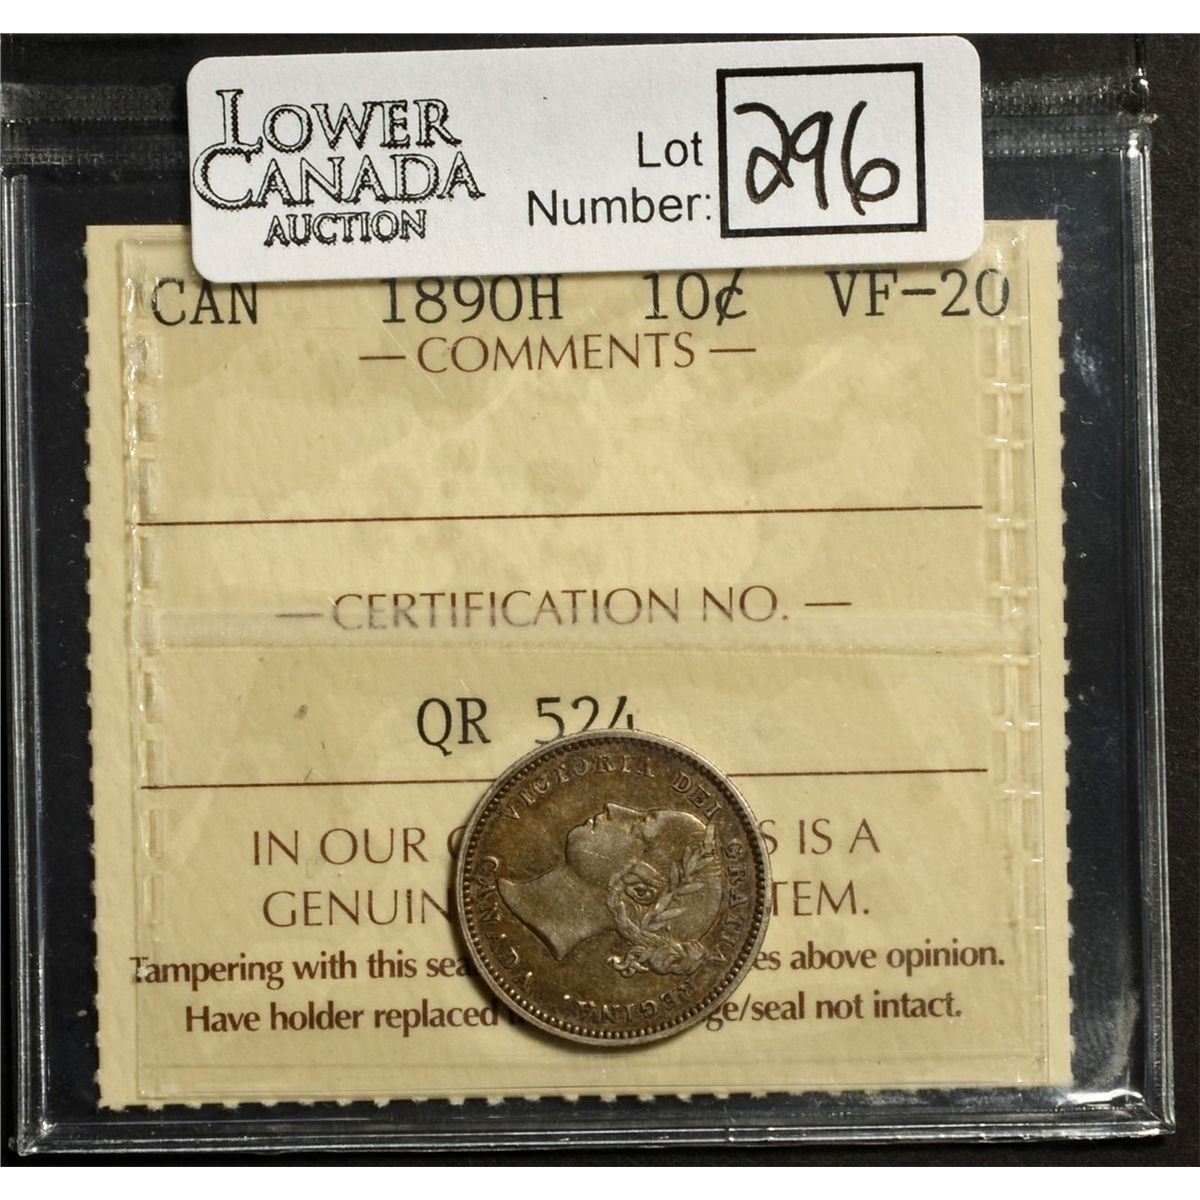 LOWER
CANADA
AUCTION
Lot
Number:
296
CAN 1890H 10¢ VF-20
— COMMENTS —
— CERTIFICATION NO. —
QR 524
IN OUR S IS A
GENUIN TEM.
Tampering with this sea es above opinion.
Have holder replaced ge/seal not intact.
VICTORIA DEI GRATIA REGINA. CANADA